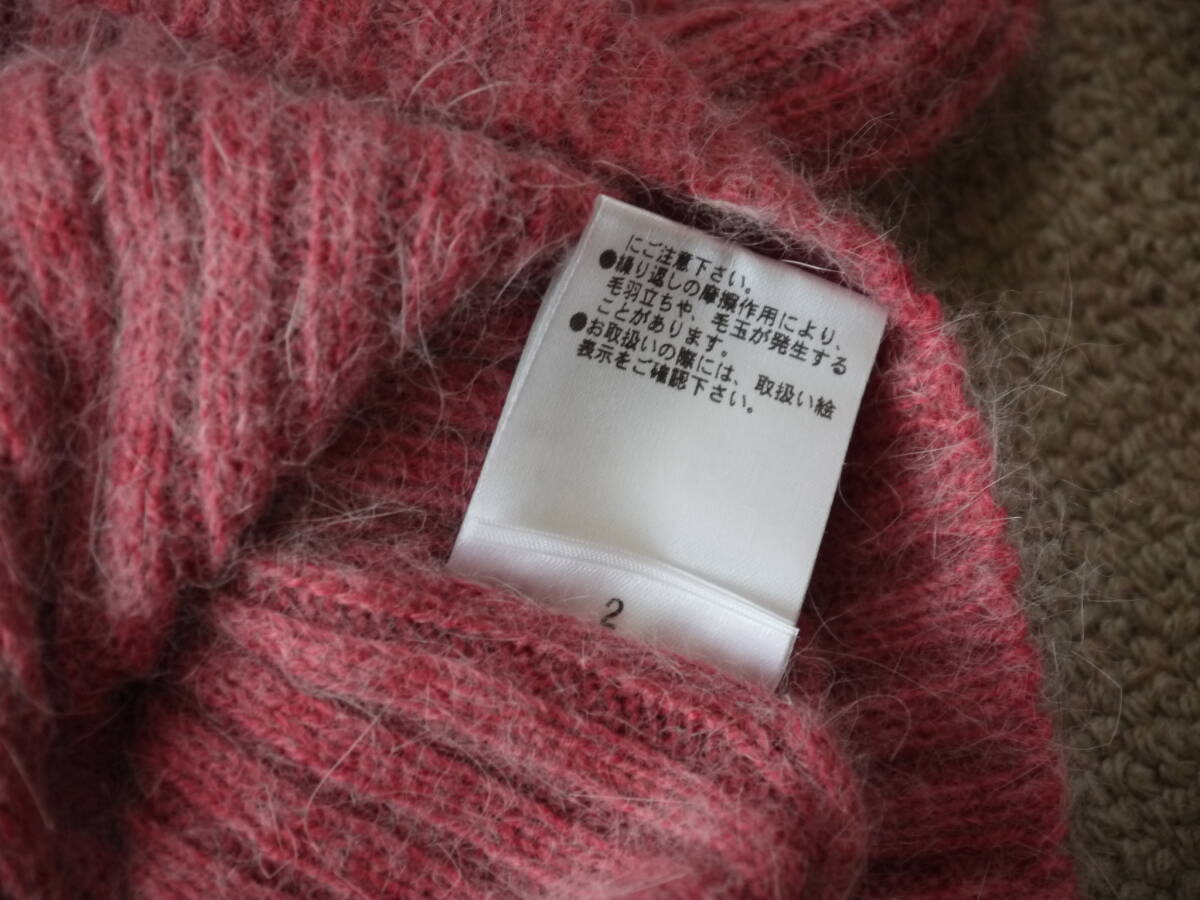 にご注意下さい。
●繰り返しの摩擦作用により、
毛羽立ちや、毛玉が発生する
ことがあります。
●お取扱いの際には、取扱い絵
表示をご確認下さい。
2